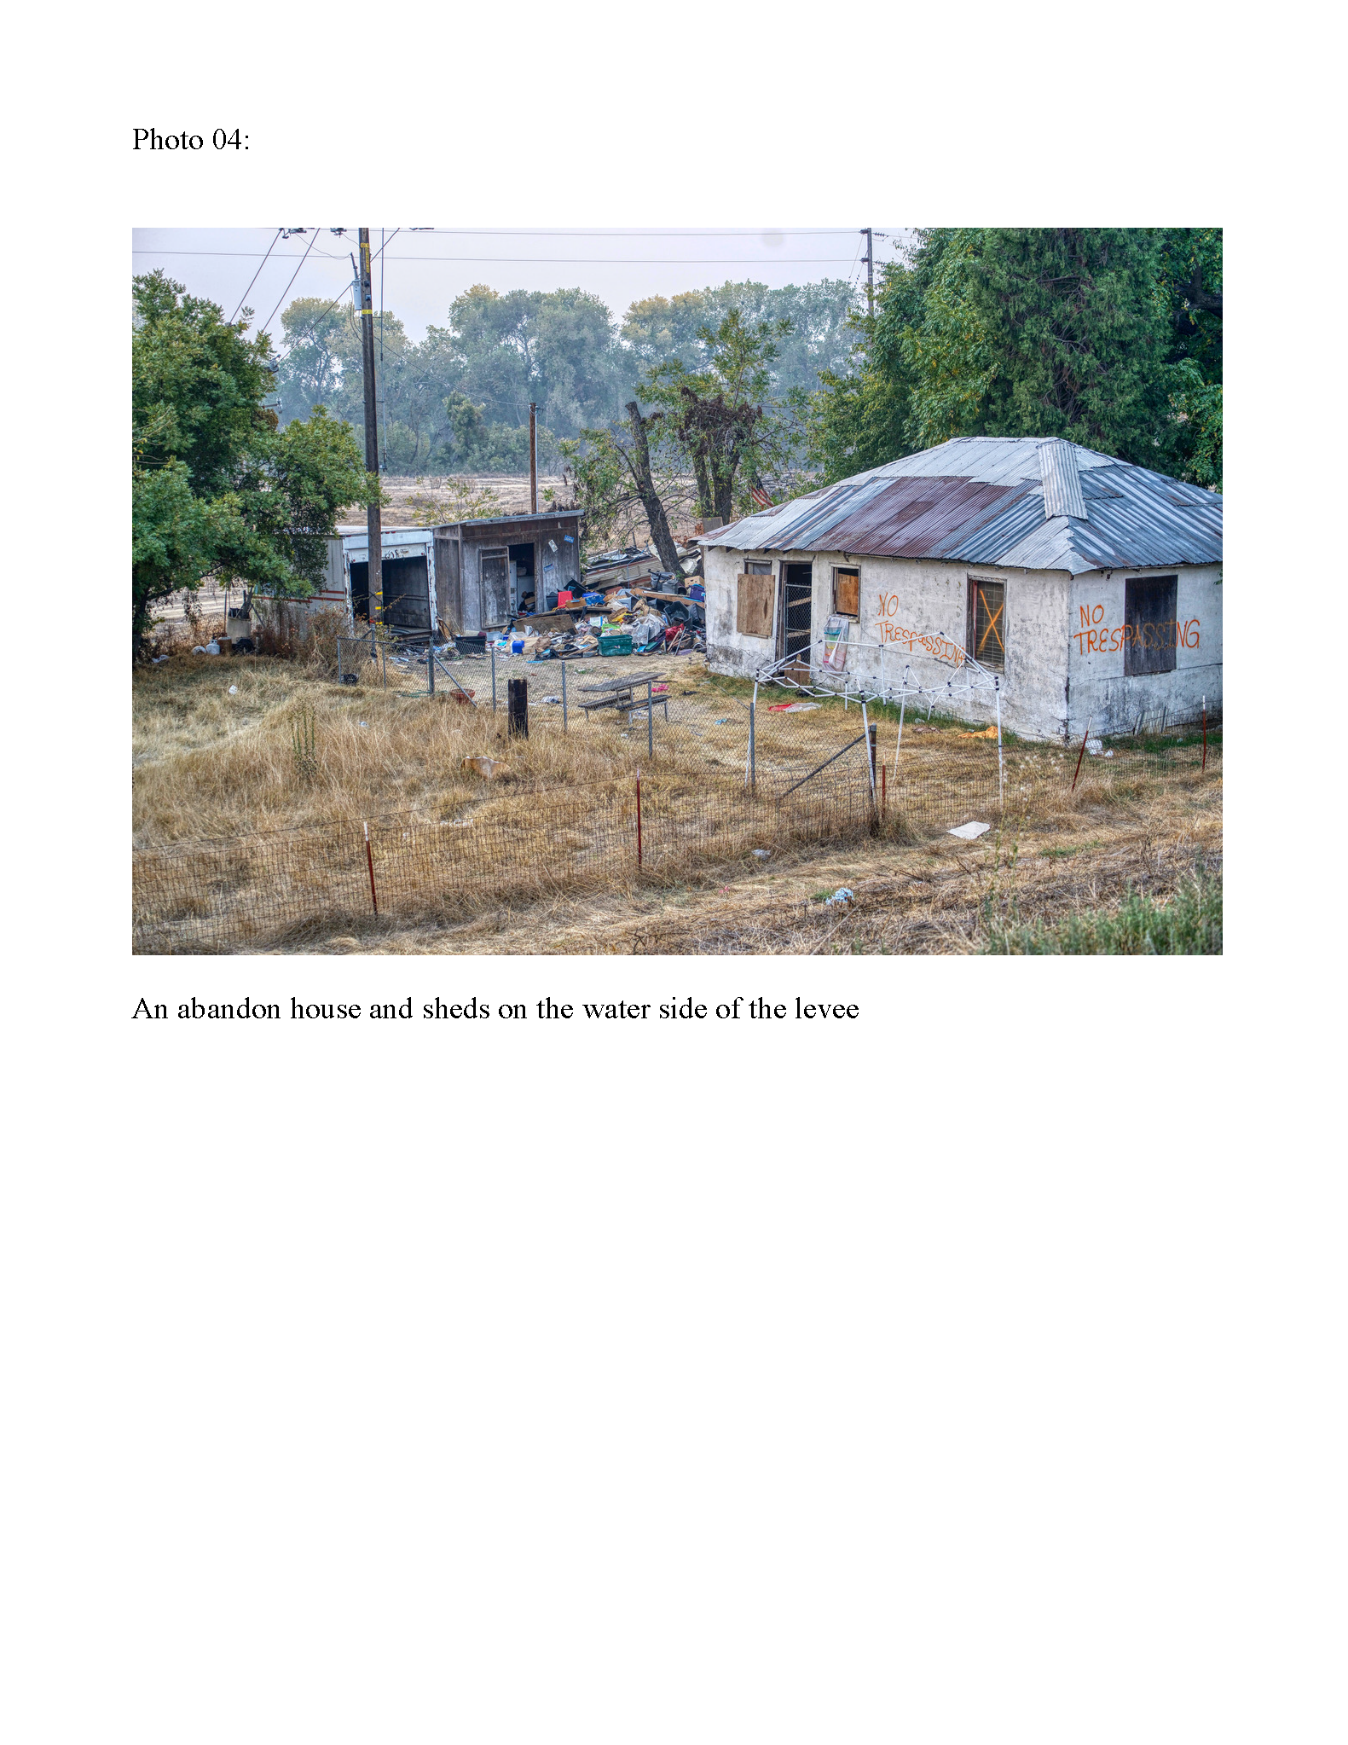 Photo 04:
NO
TRESPASSING
NO
TRESPASSING
An abandon house and sheds on the water side of the levee